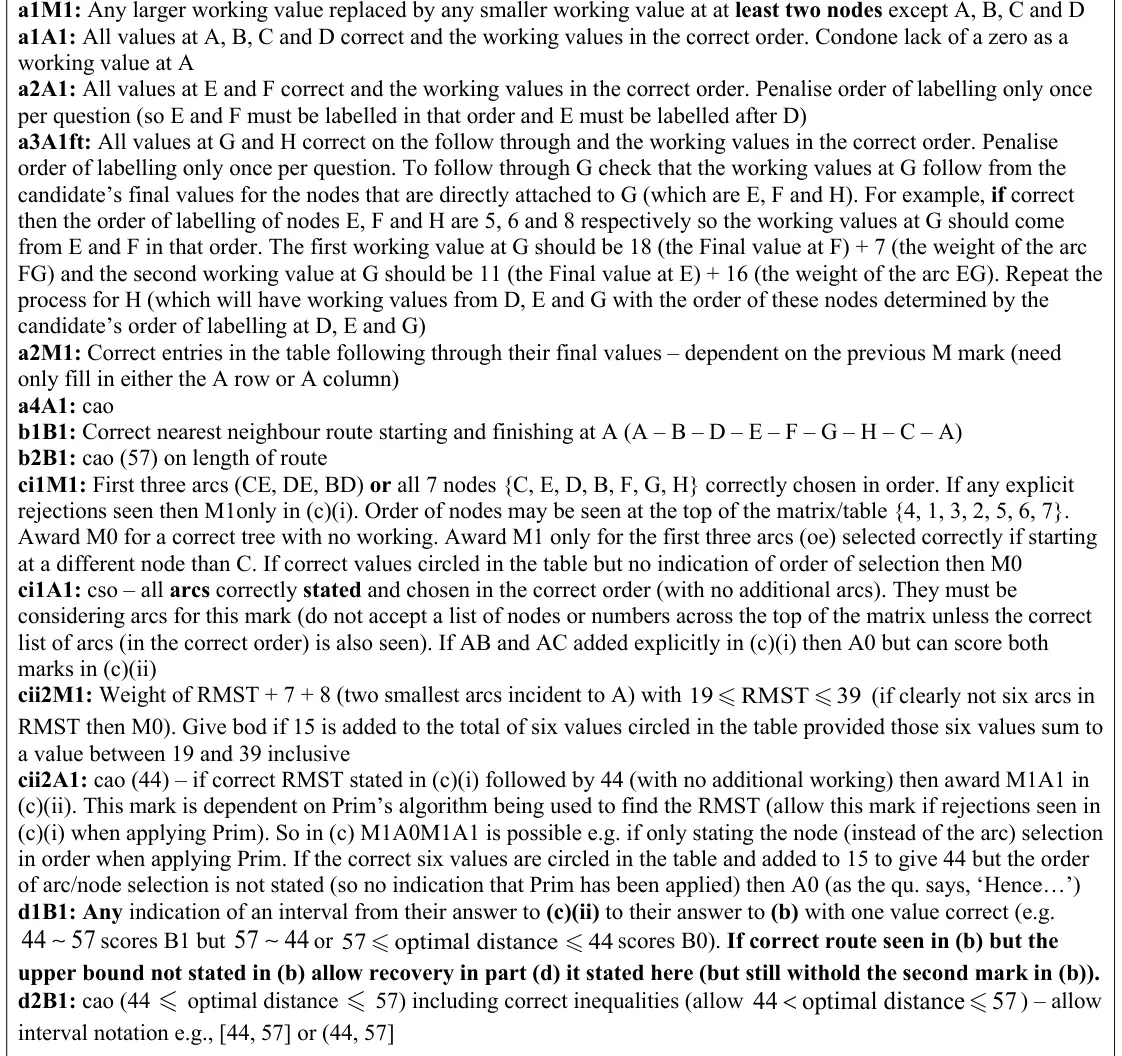 a1M1: Any larger working value replaced by any smaller working value at at least two nodes except A, B, C and D
a1A1: All values at A, B, C and D correct and the working values in the correct order. Condone lack of a zero as a
working value at A
a2A1: All values at E and F correct and the working values in the correct order. Penalise order of labelling only once
per question (so E and F must be labelled in that order and E must be labelled after D)
a3A1ft: All values at G and H correct on the follow through and the working values in the correct order. Penalise
order of labelling only once per question. To follow through G check that the working values at G follow from the
candidate’s final values for the nodes that are directly attached to G (which are E, F and H). For example, if correct
then the order of labelling of nodes E, F and H are 5, 6 and 8 respectively so the working values at G should come
from E and F in that order. The first working value at G should be 18 (the Final value at F) + 7 (the weight of the arc
FG) and the second working value at G should be 11 (the Final value at E) + 16 (the weight of the arc EG). Repeat the
process for H (which will have working values from D, E and G with the order of these nodes determined by the
candidate’s order of labelling at D, E and G)
a2M1: Correct entries in the table following through their final values – dependent on the previous M mark (need
only fill in either the A row or A column)
a4A1: cao
b1B1: Correct nearest neighbour route starting and finishing at A (A – B – D – E – F – G – H – C – A)
b2B1: cao (57) on length of route
ci1M1: First three arcs (CE, DE, BD) or all 7 nodes {C, E, D, B, F, G, H} correctly chosen in order. If any explicit
rejections seen then M1only in (c)(i). Order of nodes may be seen at the top of the matrix/table {4, 1, 3, 2, 5, 6, 7}.
Award M0 for a correct tree with no working. Award M1 only for the first three arcs (oe) selected correctly if starting
at a different node than C. If correct values circled in the table but no indication of order of selection then M0
ci1A1: cso – all arcs correctly stated and chosen in the correct order (with no additional arcs). They must be
considering arcs for this mark (do not accept a list of nodes or numbers across the top of the matrix unless the correct
list of arcs (in the correct order) is also seen). If AB and AC added explicitly in (c)(i) then A0 but can score both
marks in (c)(ii)
cii2M1: Weight of RMST + 7 + 8 (two smallest arcs incident to A) with 19 ⩽ RMST ⩽ 39 (if clearly not six arcs in
RMST then M0). Give bod if 15 is added to the total of six values circled in the table provided those six values sum to
a value between 19 and 39 inclusive
cii2A1: cao (44) – if correct RMST stated in (c)(i) followed by 44 (with no additional working) then award M1A1 in
(c)(ii). This mark is dependent on Prim’s algorithm being used to find the RMST (allow this mark if rejections seen in
(c)(i) when applying Prim). So in (c) M1A0M1A1 is possible e.g. if only stating the node (instead of the arc) selection
in order when applying Prim. If the correct six values are circled in the table and added to 15 to give 44 but the order
of arc/node selection is not stated (so no indication that Prim has been applied) then A0 (as the qu. says, ‘Hence…’)
d1B1: Any indication of an interval from their answer to (c)(ii) to their answer to (b) with one value correct (e.g.
44 ~ 57 scores B1 but 57 ~ 44 or 57 ⩽ optimal distance ⩽ 44 scores B0). If correct route seen in (b) but the
upper bound not stated in (b) allow recovery in part (d) it stated here (but still withold the second mark in (b)).
d2B1: cao (44 ⩽ optimal distance ⩽ 57) including correct inequalities (allow 44 < optimal distance ⩽ 57) – allow
interval notation e.g., [44, 57] or (44, 57]